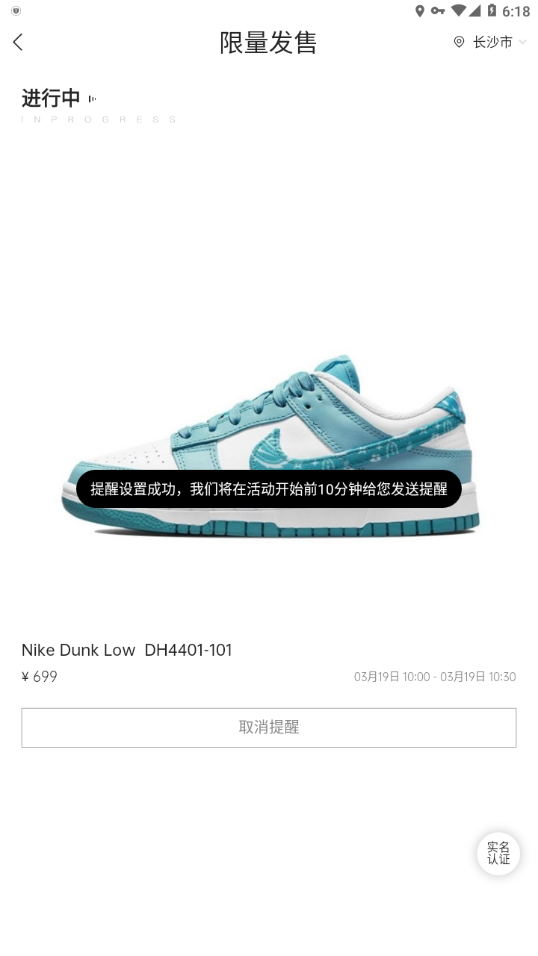 6:18
限量发售
长沙市
进行中
INPROGRESS
提醒设置成功，我们将在活动开始前10分钟给您发送提醒
Nike Dunk Low DH4401-101
¥ 699
03月19日 10:00 - 03月19日 10:30
取消提醒
实名
认证